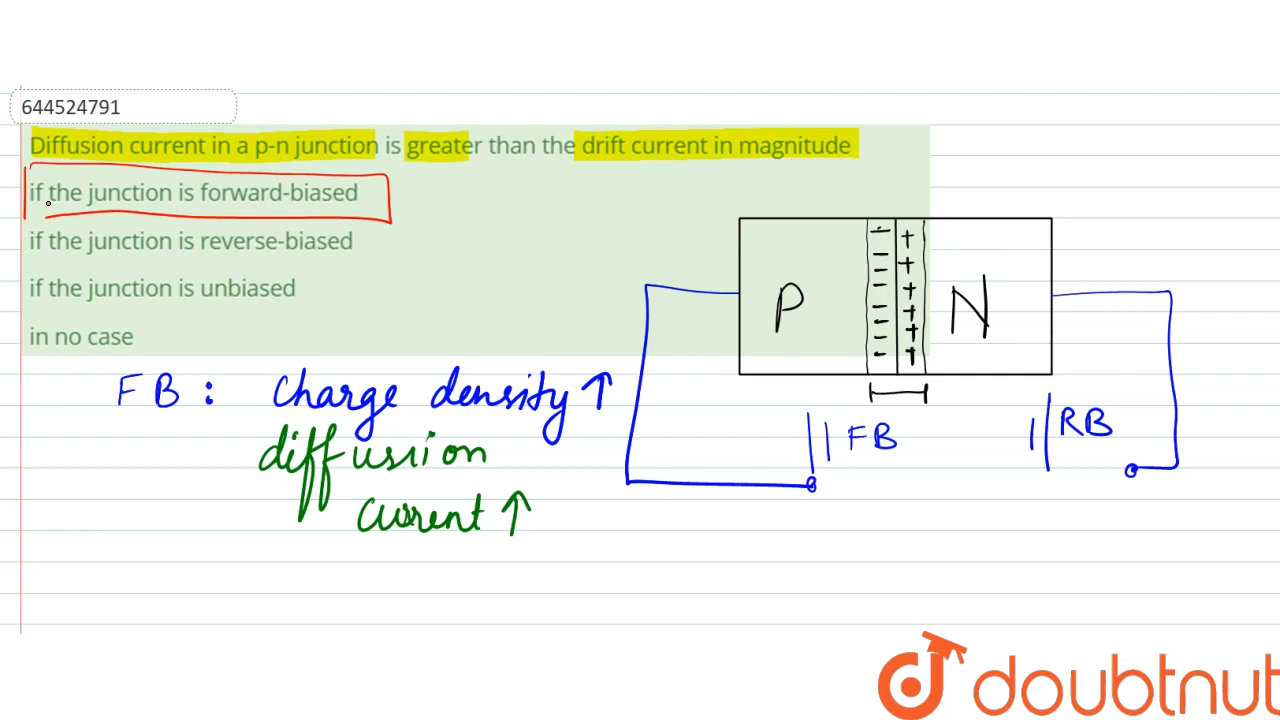 644524791
Diffusion current in a p-n junction is greater than the drift current in magnitude
if the junction is forward-biased
if the junction is reverse-biased
if the junction is unbiased
in no case
P
- +
- +
- +
- +
- +
- +
- +
N
FB : charge density ↑
diffusion
current ↑
FB
RB
doubtnut